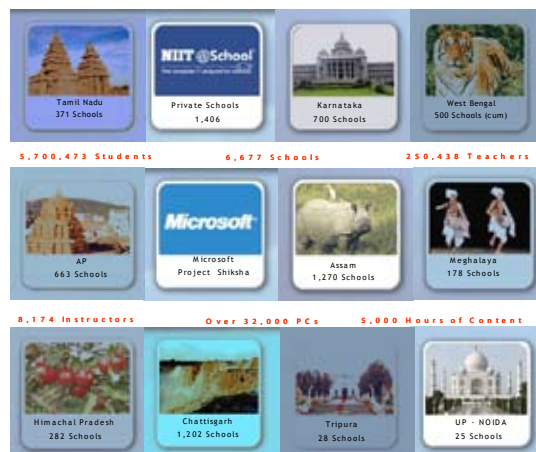 NIIT @School
Tamil Nadu
371 Schools
Private Schools
1,406
Karnataka
700 Schools
West Bengal
500 Schools (cum)
5,700,473 Students
6,677 Schools
250,438 Teachers
AP
663 Schools
Microsoft
Microsoft
Project Shiksha
Assam
1,270 Schools
Meghalaya
178 Schools
8,174 Instructors
Over 32,000 PCs
5,000 Hours of Content
Himachal Pradesh
282 Schools
Chattisgarh
1,202 Schools
Tripura
28 Schools
UP - NOIDA
25 Schools